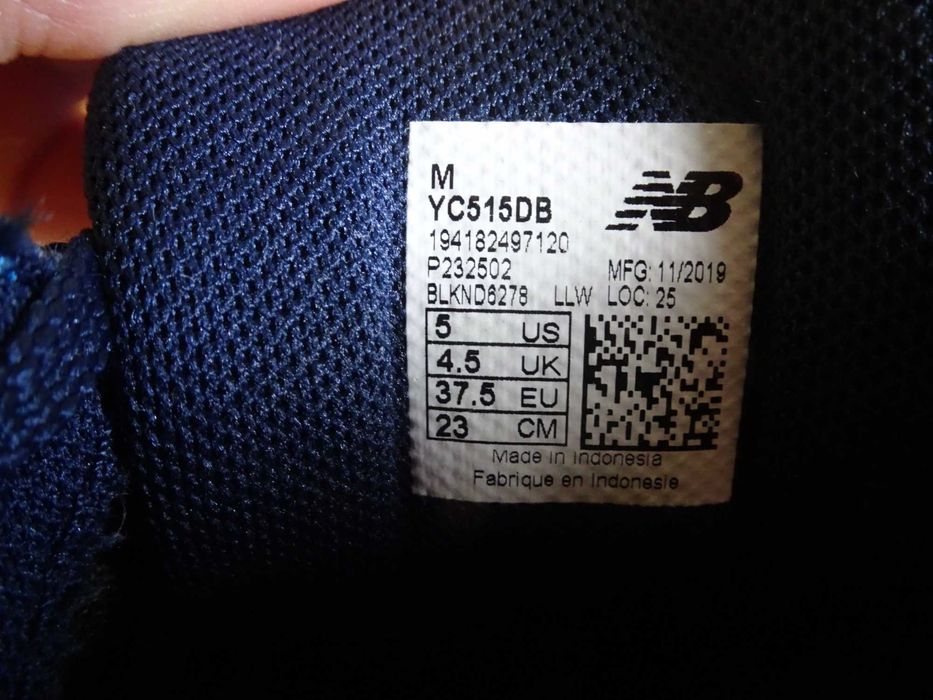 M
NB
YC515DB
194182497120
P232502 MFG: 11/2019
BLKND6278 LLW LOC: 25
5 US
4.5 UK
37.5 EU
23 CM
Made in Indonesia
Fabrique en Indonesie